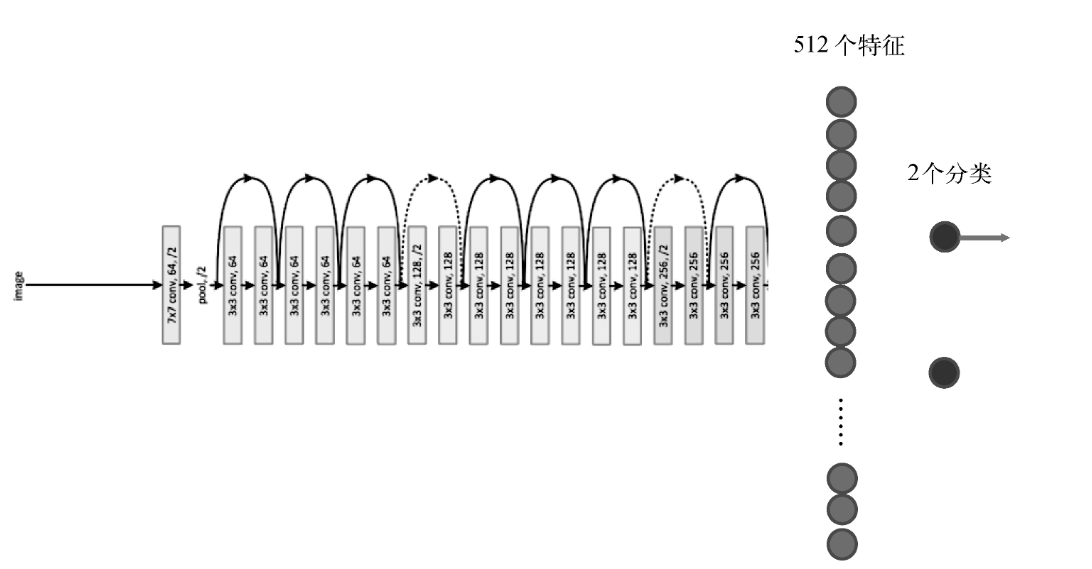 512 个特征
2个分类
image
7x7 conv, 64, /2
pool, /2
3x3 conv, 64
3x3 conv, 64
3x3 conv, 64
3x3 conv, 64
3x3 conv, 64
3x3 conv, 64
3x3 conv, 128, /2
3x3 conv, 128
3x3 conv, 128
3x3 conv, 128
3x3 conv, 128
3x3 conv, 128
3x3 conv, 128
3x3 conv, 128
3x3 conv, 256, /2
3x3 conv, 256
3x3 conv, 256
3x3 conv, 256